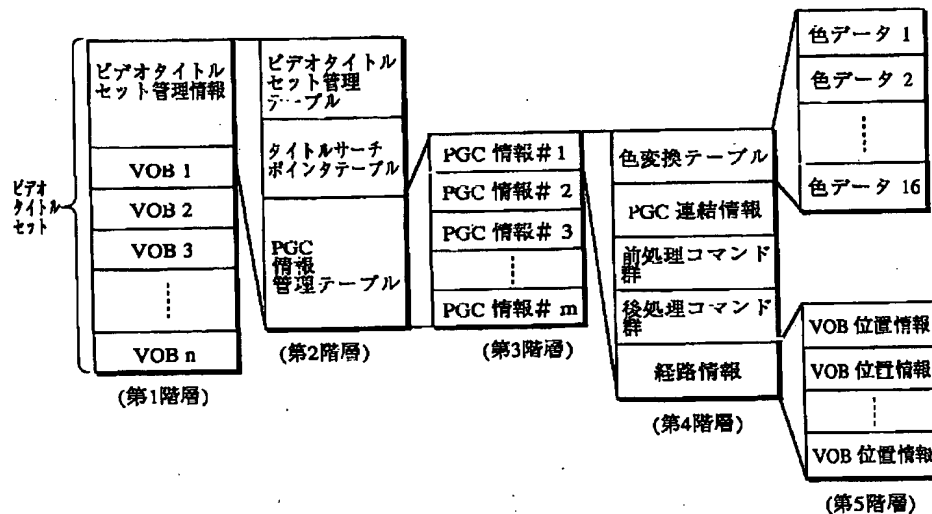 ビデオ
タイトル
セット
ビデオタイトル
セット管理情報
VOB 1
VOB 2
VOB 3
VOB n
(第1階層)
ビデオタイトル
セット管理
テーブル
タイトルサーチ
ポインタテーブル
PGC
情報
管理テーブル
(第2階層)
PGC 情報# 1
PGC 情報# 2
PGC 情報# 3
PGC 情報# m
(第3階層)
色変換テーブル
PGC 連結情報
前処理コマンド
群
後処理コマンド
群
経路情報
(第4階層)
色データ 1
色データ 2
色データ 16
VOB 位置情報
VOB 位置情報
VOB 位置情報
(第5階層)